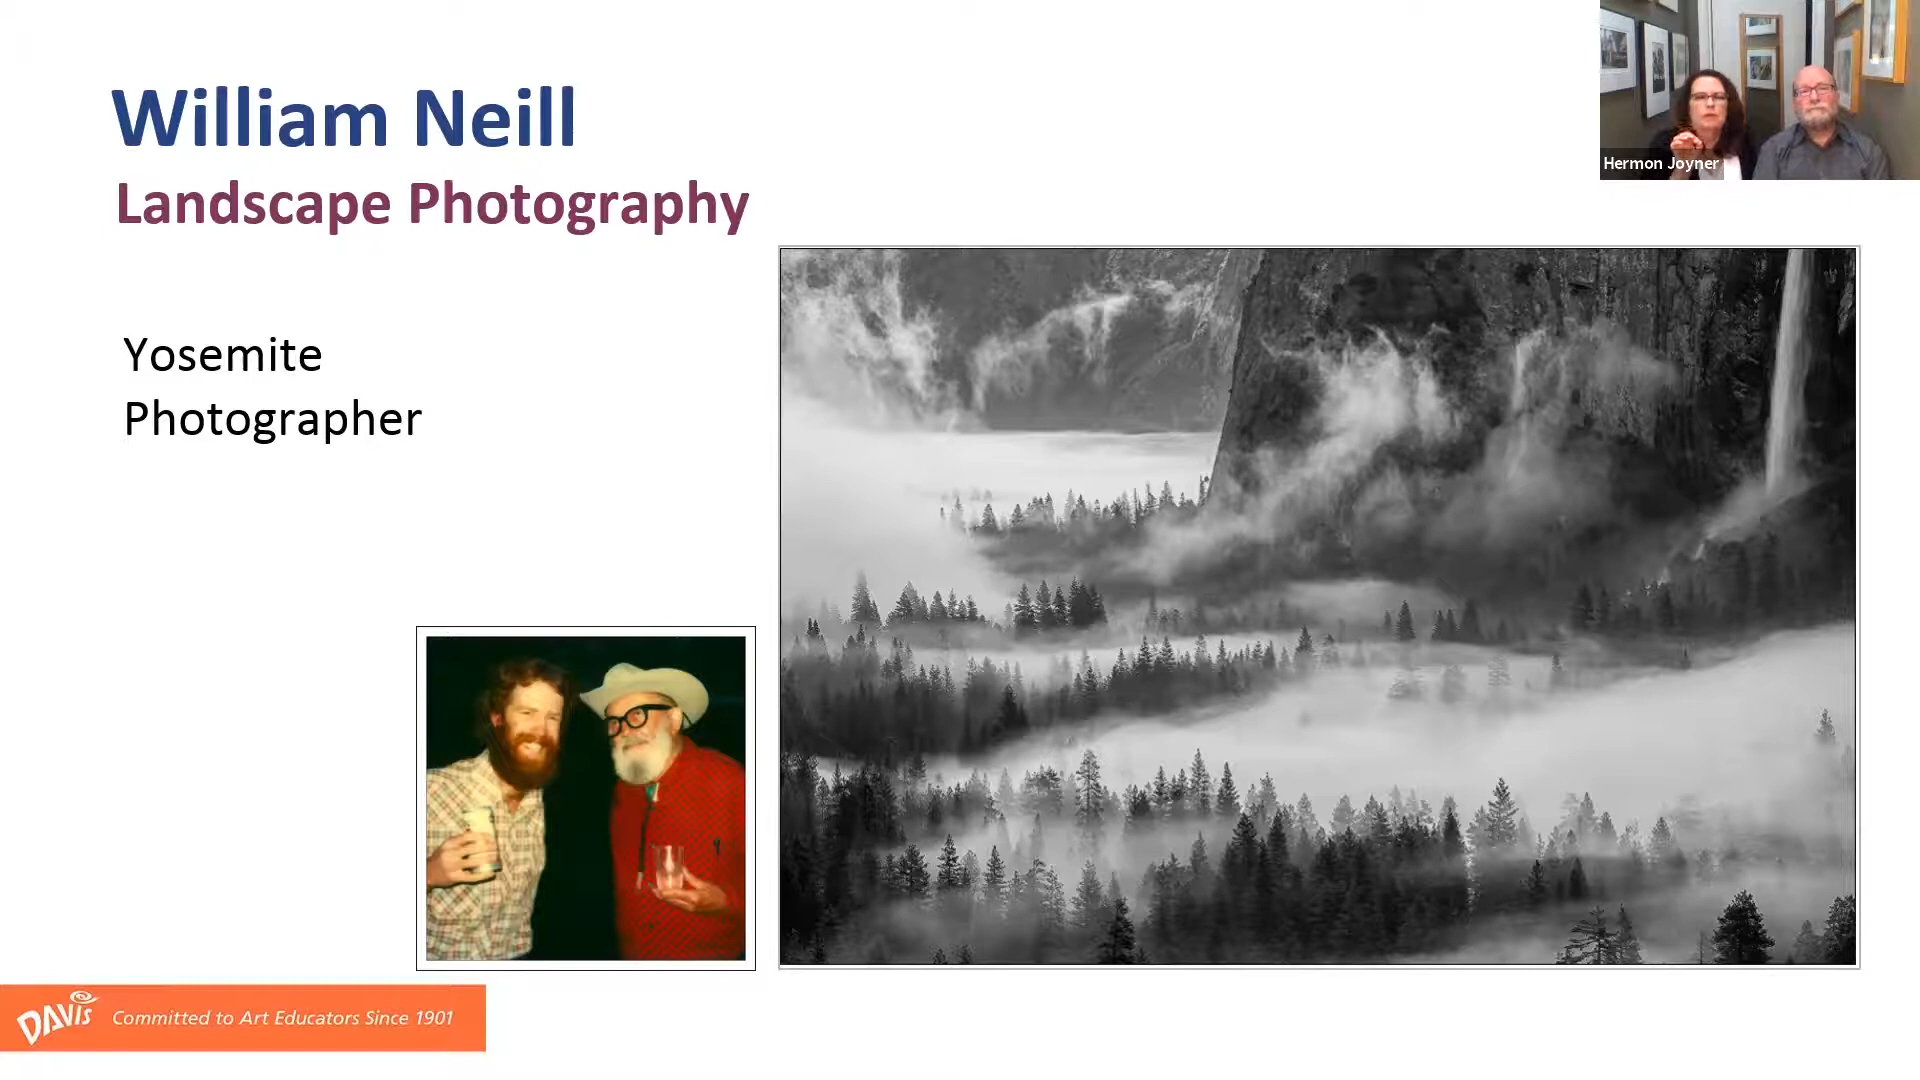 William Neill
Landscape Photography
Hermon Joyner
Yosemite
Photographer
DAVIS
Committed to Art Educators Since 1901